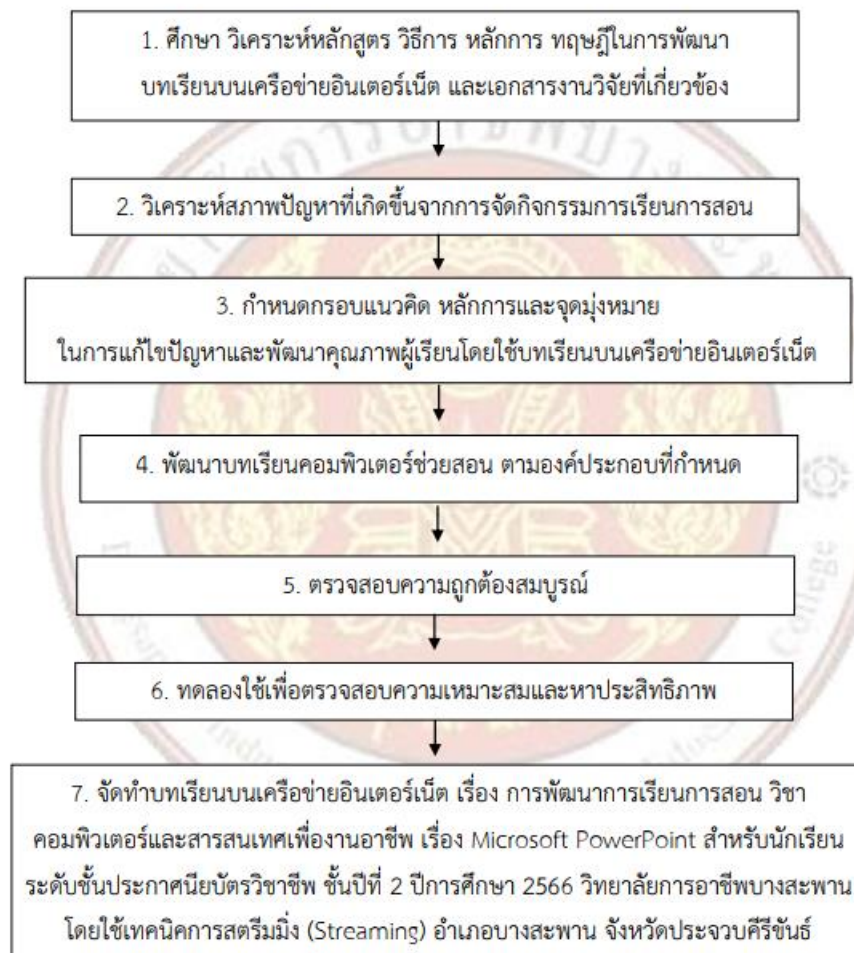 1. ศึกษา วิเคราะห์หลักสูตร วิธีการ หลักการ ทฤษฎีในการพัฒนา
บทเรียนบนเครือข่ายอินเตอร์เน็ต และเอกสารงานวิจัยที่เกี่ยวข้อง
2. วิเคราะห์สภาพปัญหาที่เกิดขึ้นจากการจัดกิจกรรมการเรียนการสอน
3. กำหนดกรอบแนวคิด หลักการและจุดมุ่งหมาย
ในการแก้ไขปัญหาและพัฒนาคุณภาพผู้เรียนโดยใช้บทเรียนบนเครือข่ายอินเตอร์เน็ต
4. พัฒนาบทเรียนคอมพิวเตอร์ช่วยสอน ตามองค์ประกอบที่กำหนด
5. ตรวจสอบความถูกต้องสมบูรณ์
6. ทดลองใช้เพื่อตรวจสอบความเหมาะสมและหาประสิทธิภาพ
7. จัดทำบทเรียนบนเครือข่ายอินเตอร์เน็ต เรื่อง การพัฒนาการเรียนการสอน วิชา
คอมพิวเตอร์และสารสนเทศเพื่องานอาชีพ เรื่อง Microsoft PowerPoint สำหรับนักเรียน
ระดับชั้นประกาศนียบัตรวิชาชีพ ชั้นปีที่ 2 ปีการศึกษา 2566 วิทยาลัยการอาชีพบางสะพาน
โดยใช้เทคนิคการสตรีมมิ่ง (Streaming) อำเภอบางสะพาน จังหวัดประจวบคีรีขันธ์
College